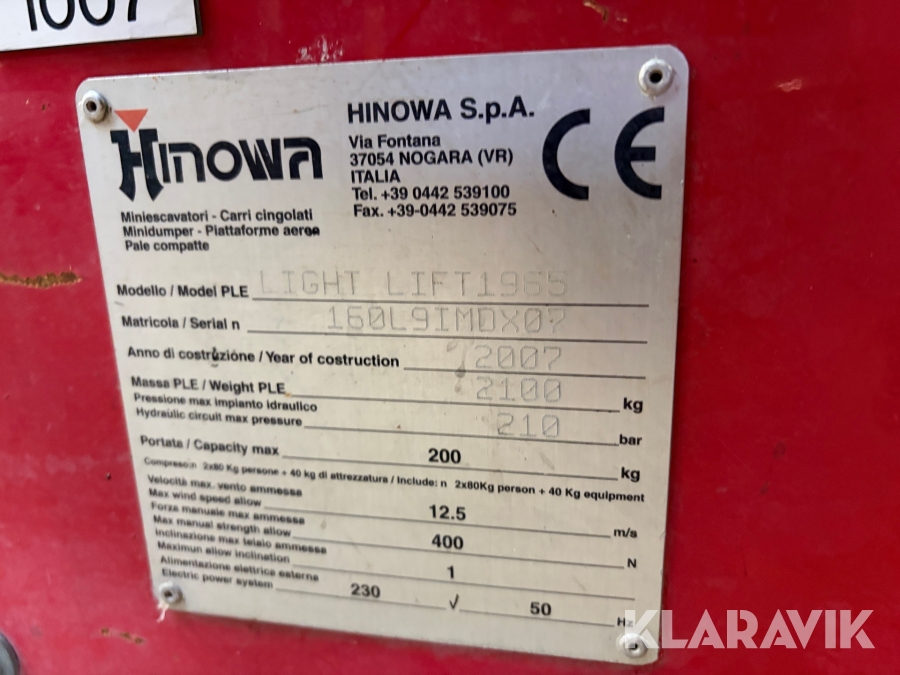 1007
HINOWA
Miniescavatori - Carri cingolati
Minidumper - Piattaforme aeree
Pale compatte
HINOWA S.p.A.
Via Fontana
37054 NOGARA (VR)
ITALIA
Tel. +39 0442 539100
Fax. +39-0442 539075
CE
Modello / Model PLE LIGHT LIFT1965
Matricola / Serial n 160L9IMDX07
Anno di costruzione / Year of costruction 2007
Massa PLE / Weight PLE 2100 kg
Pressione max impianto idraulico
Hydraulic circuit max pressure 210 bar
Portata / Capacity max 200 kg
Compreso: n 2x80 Kg persone + 40 kg di attrezzatura / Include: n 2x80Kg person + 40 Kg equipment
Velocità max. vento ammessa
Max wind speed allow 12.5 m/s
Forza manuale max ammessa
Max manual strength allow 400 N
Inclinazione max telaio ammessa
Maximun allow inclination 1
Alimentazione elettrica esterna
Electric power system 230 √ 50 Hz
KLARAVIK